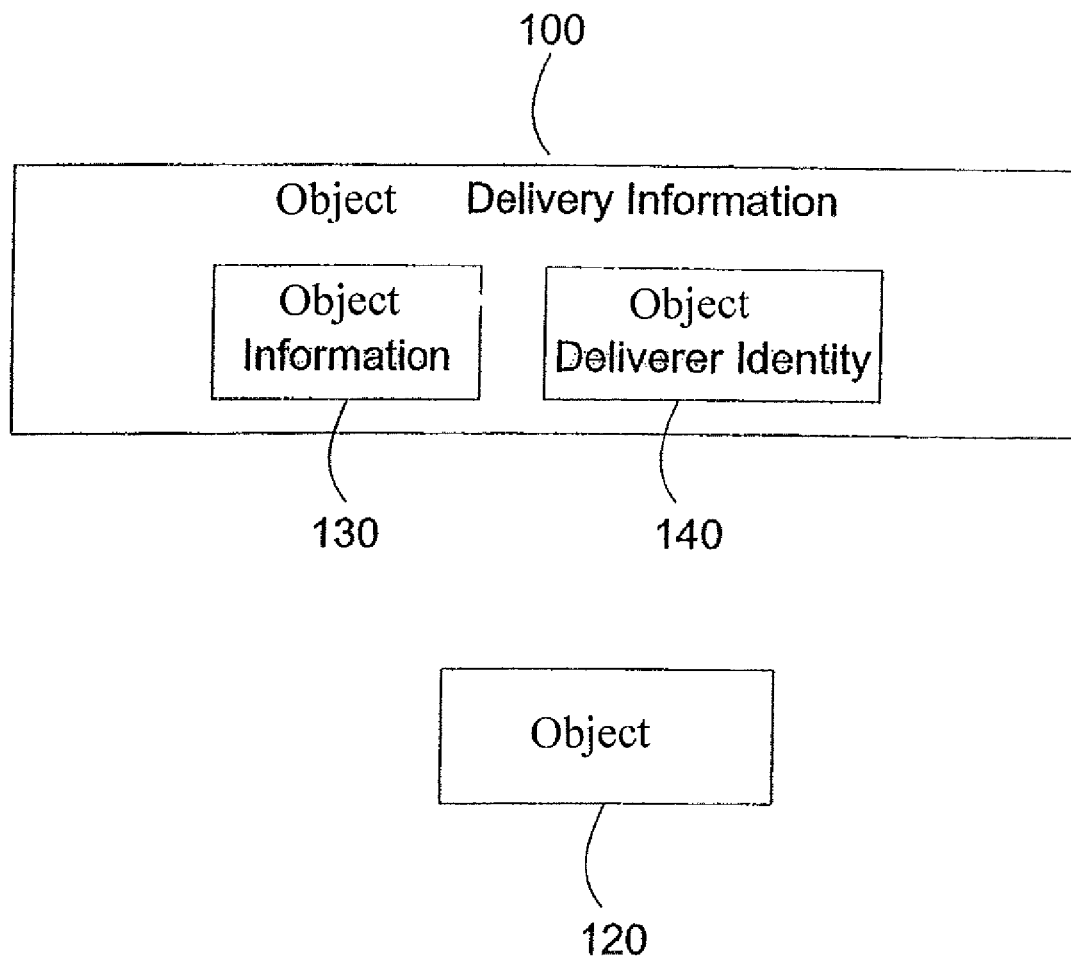 100
Object Delivery Information
Object Object
Information Deliverer Identity
130 140
Object
120